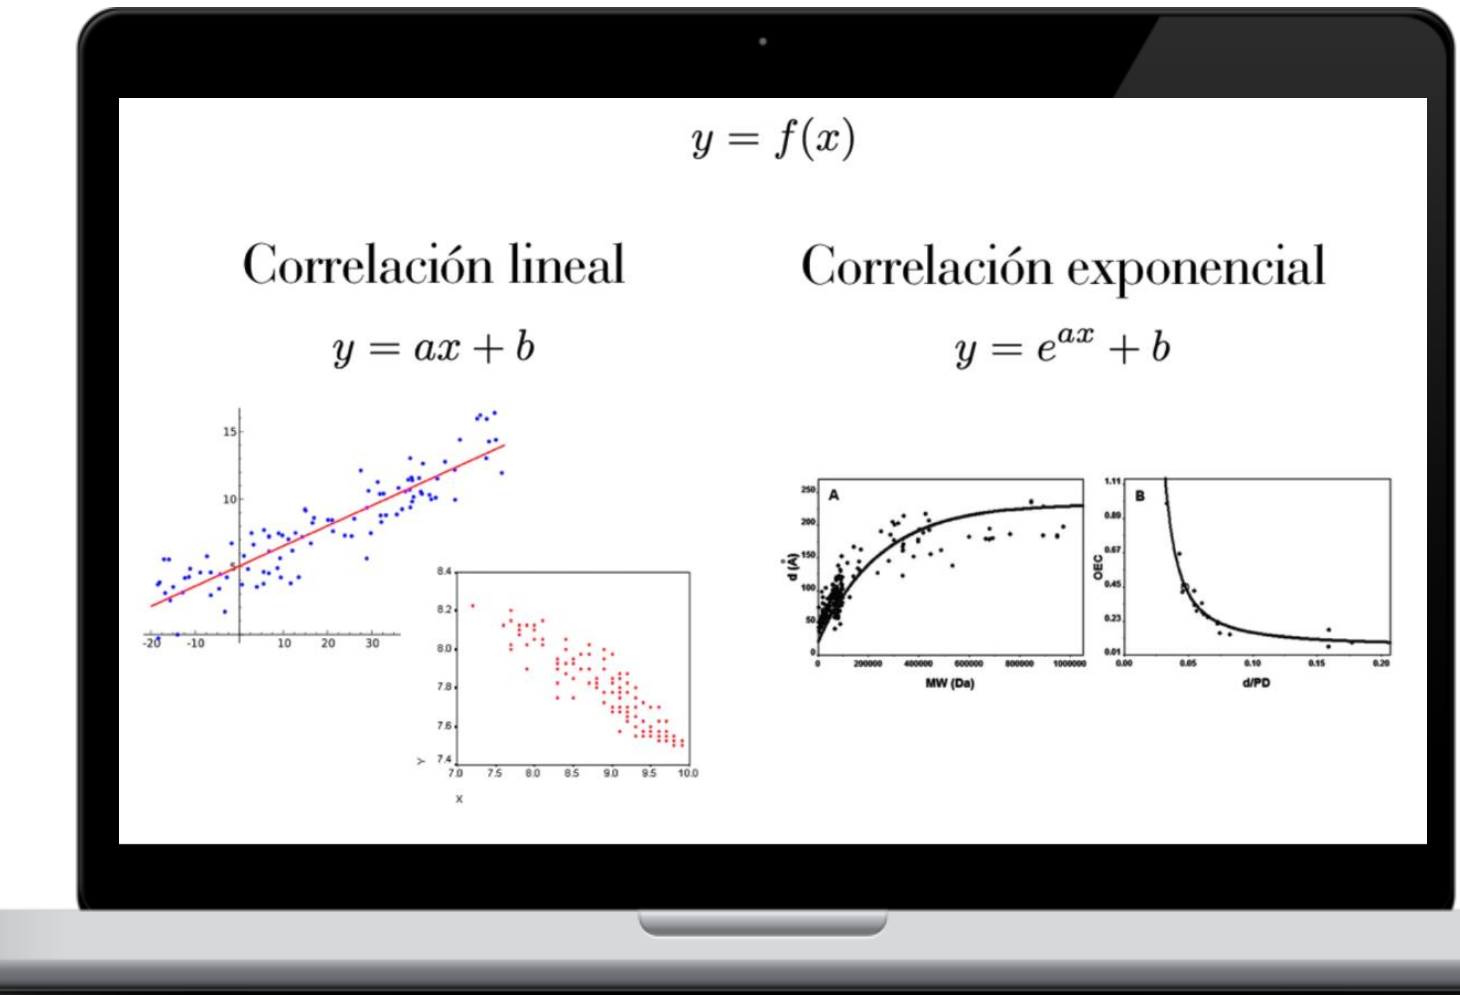 y = f(x)
Correlación lineal
y = ax + b
15
10
5
-20 -10 10 20 30
8.4
8.2
8.0
7.8
7.6
7.4
Y
7.0 7.5 8.0 8.5 9.0 9.5 10.0
X
Correlación exponencial
y = e^{ax} + b
A
250
200
150
100
50
0
d (Å)
0 200000 400000 600000 800000 1000000
MW (Da)
B
1.11
0.89
0.67
0.45
0.23
0.01
OEC
0.00 0.05 0.10 0.15 0.20
d/PD